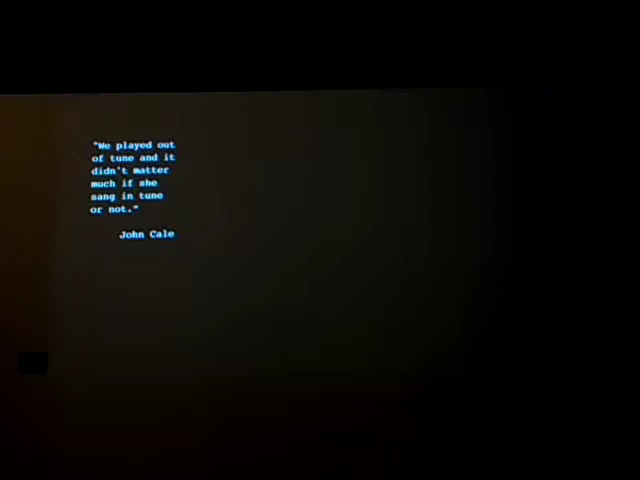 "We played out
of tune and it
didn't matter
much if she
sang in tune
or not."
John Cale